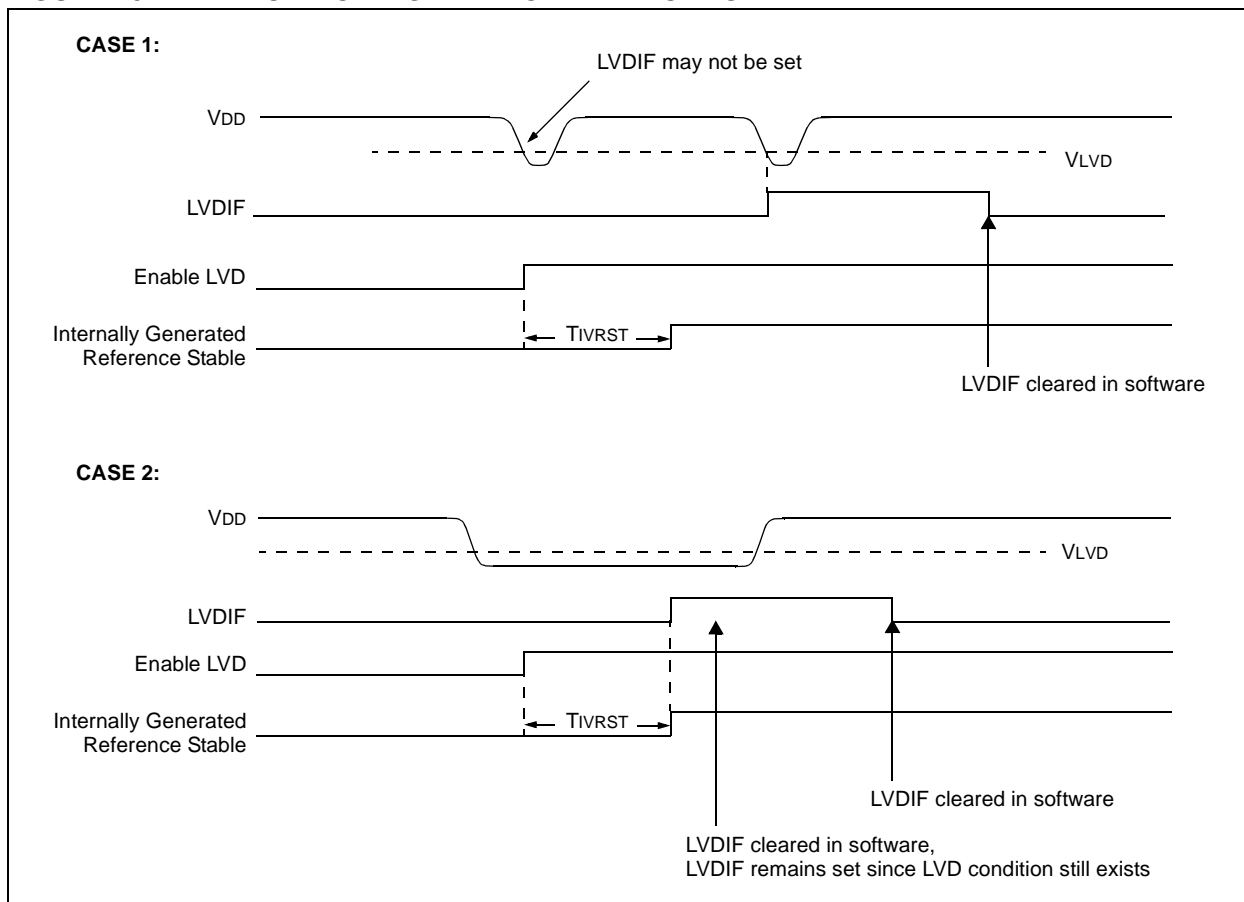 CASE 1:
LVDIF may not be set
VDD
VLVD
LVDIF
Enable LVD
TIVRST
Internally Generated
Reference Stable
LVDIF cleared in software
CASE 2:
VDD
VLVD
LVDIF
Enable LVD
TIVRST
Internally Generated
Reference Stable
LVDIF cleared in software
LVDIF cleared in software,
LVDIF remains set since LVD condition still exists